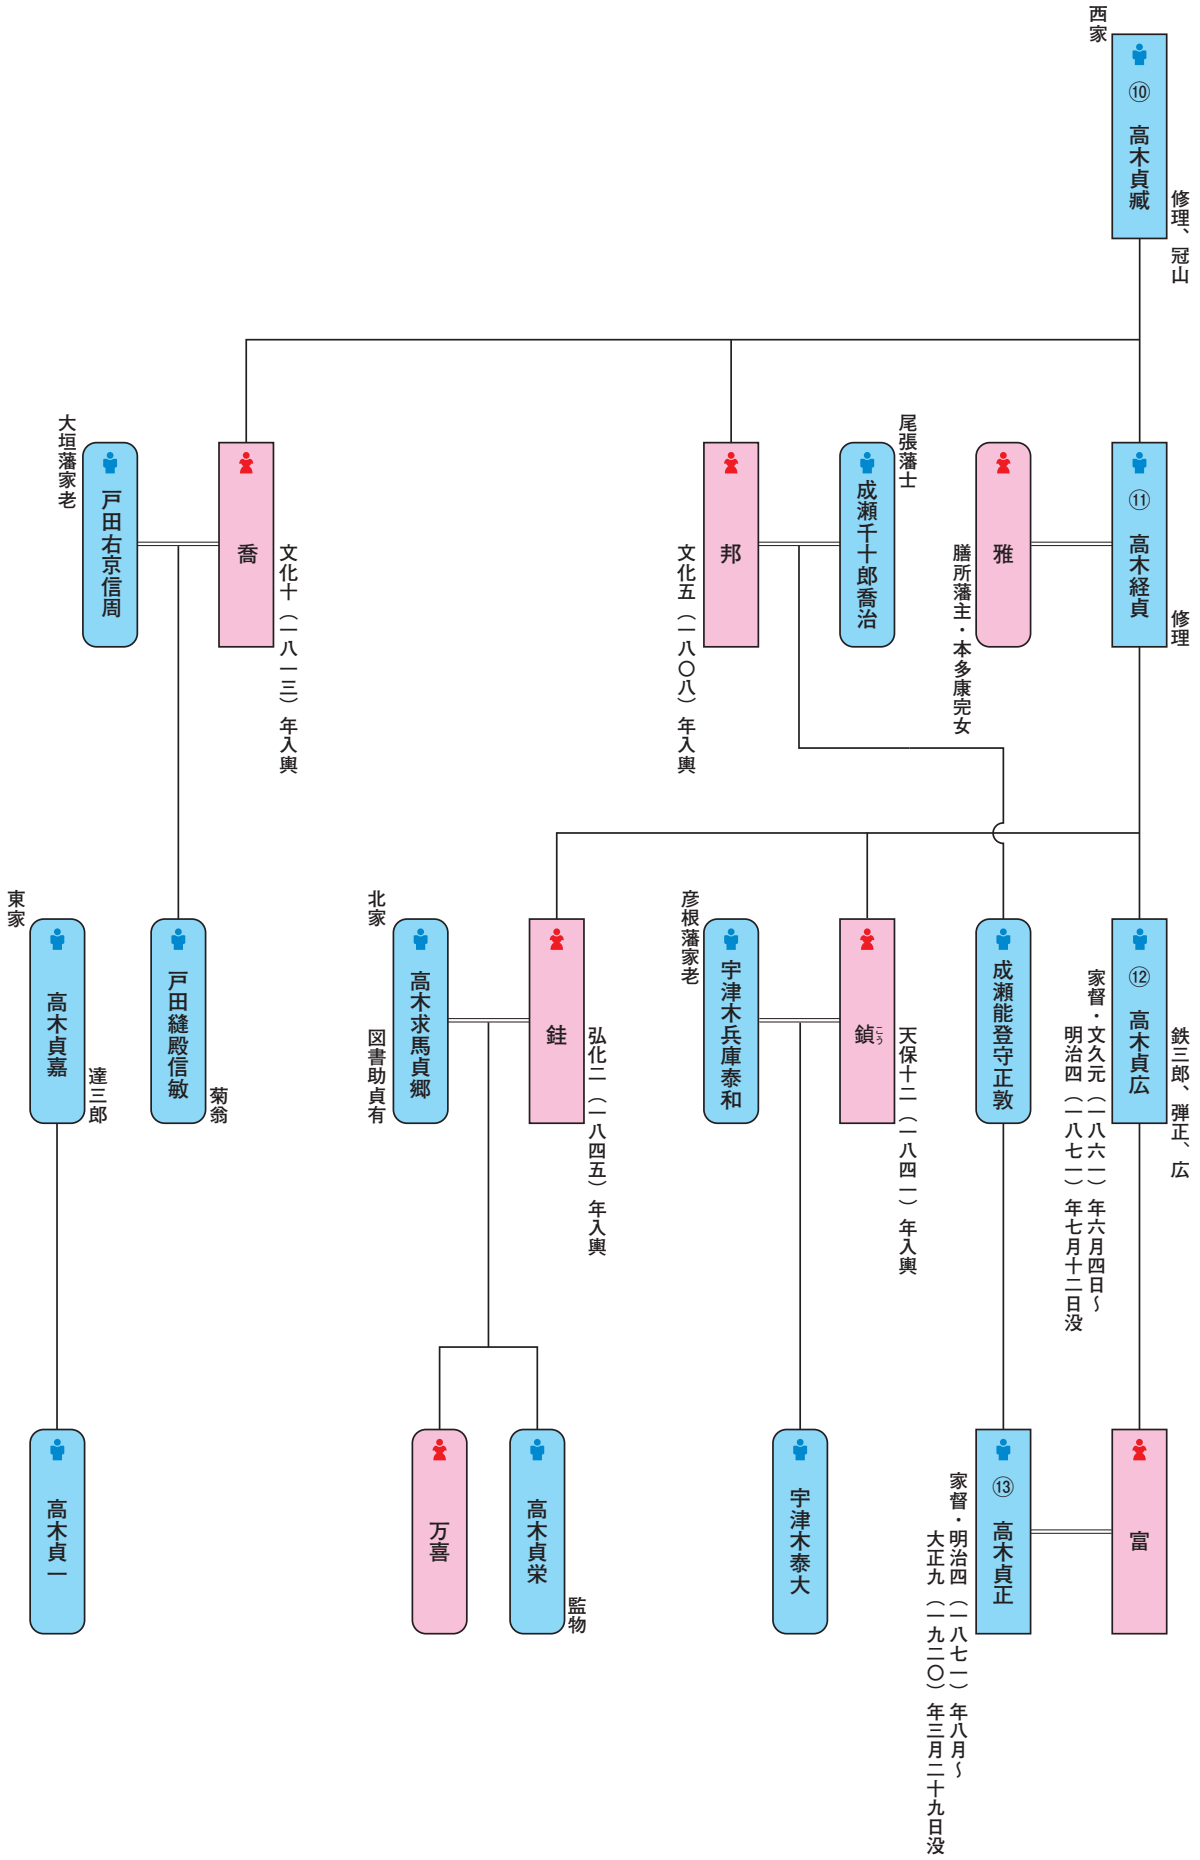 西家
⑩ 高木貞臧
修理、冠山
⑪ 高木経貞
修理
雅
膳所藩主・本多康完女
尾張藩士
成瀬千十郎喬治
邦
文化五（一八〇八）年入輿
喬
文化十（一八一三）年入輿
大垣藩家老
戸田右京信周
⑫ 高木貞広
鉄三郎、弾正、広
家督・文久元（一八六一）年六月四日～
明治四（一八七一）年七月十二日没
成瀬能登守正敦
鎮こう
天保十二（一八四一）年入輿
彦根藩家老
宇津木兵庫泰和
銈
弘化二（一八四五）年入輿
北家
高木求馬貞郷
図書助貞有
戸田縫殿信敏
菊翁
東家
高木貞嘉
達三郎
富
⑬ 高木貞正
家督・明治四（一八七一）年八月～
大正九（一九二〇）年三月二十九日没
宇津木泰大
高木貞栄
監物
万喜
高木貞一